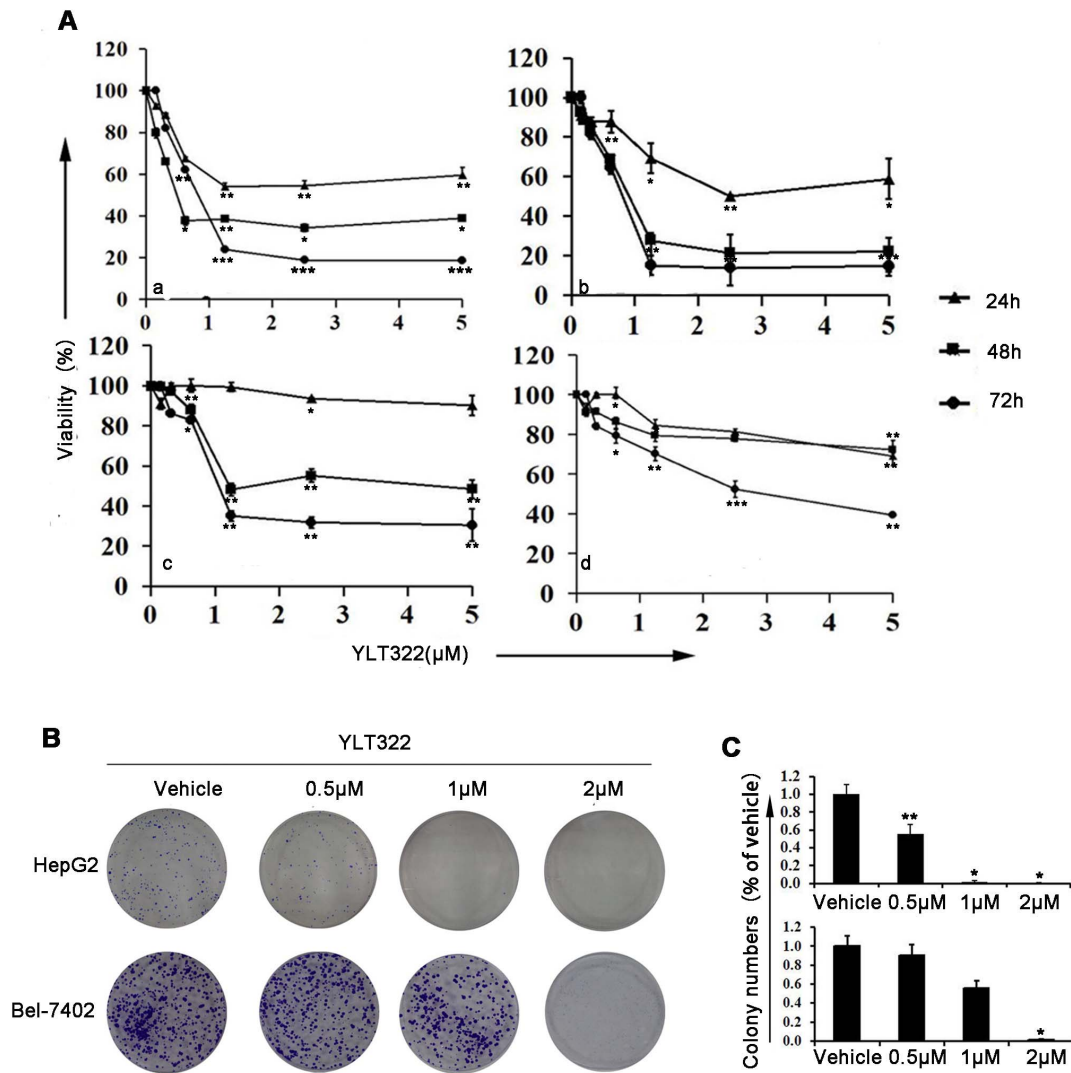 A
120
100
80
60
40
20
0
a
0 1 2 3 4 5
** ** ** ** * ** * * *** *** ***
120
100
80
60
40
20
0
b
0 1 2 3 4 5
** * ** * ** ** ***
24h
48h
72h
Viability (%)
120
100
80
60
40
20
0
c
0 1 2 3 4 5
** * * ** ** ** ** ** **
120
100
80
60
40
20
0
d
0 1 2 3 4 5
* * ** *** ** ** **
YLT322(µM)
B
YLT322
Vehicle 0.5µM 1µM 2µM
HepG2
Bel-7402
C
Colony numbers (% of vehicle)
1.2
1.0
0.8
0.6
0.4
0.2
0.0
** * *
Vehicle 0.5µM 1µM 2µM
1.2
1.0
0.8
0.6
0.4
0.2
0.0
*
Vehicle 0.5µM 1µM 2µM